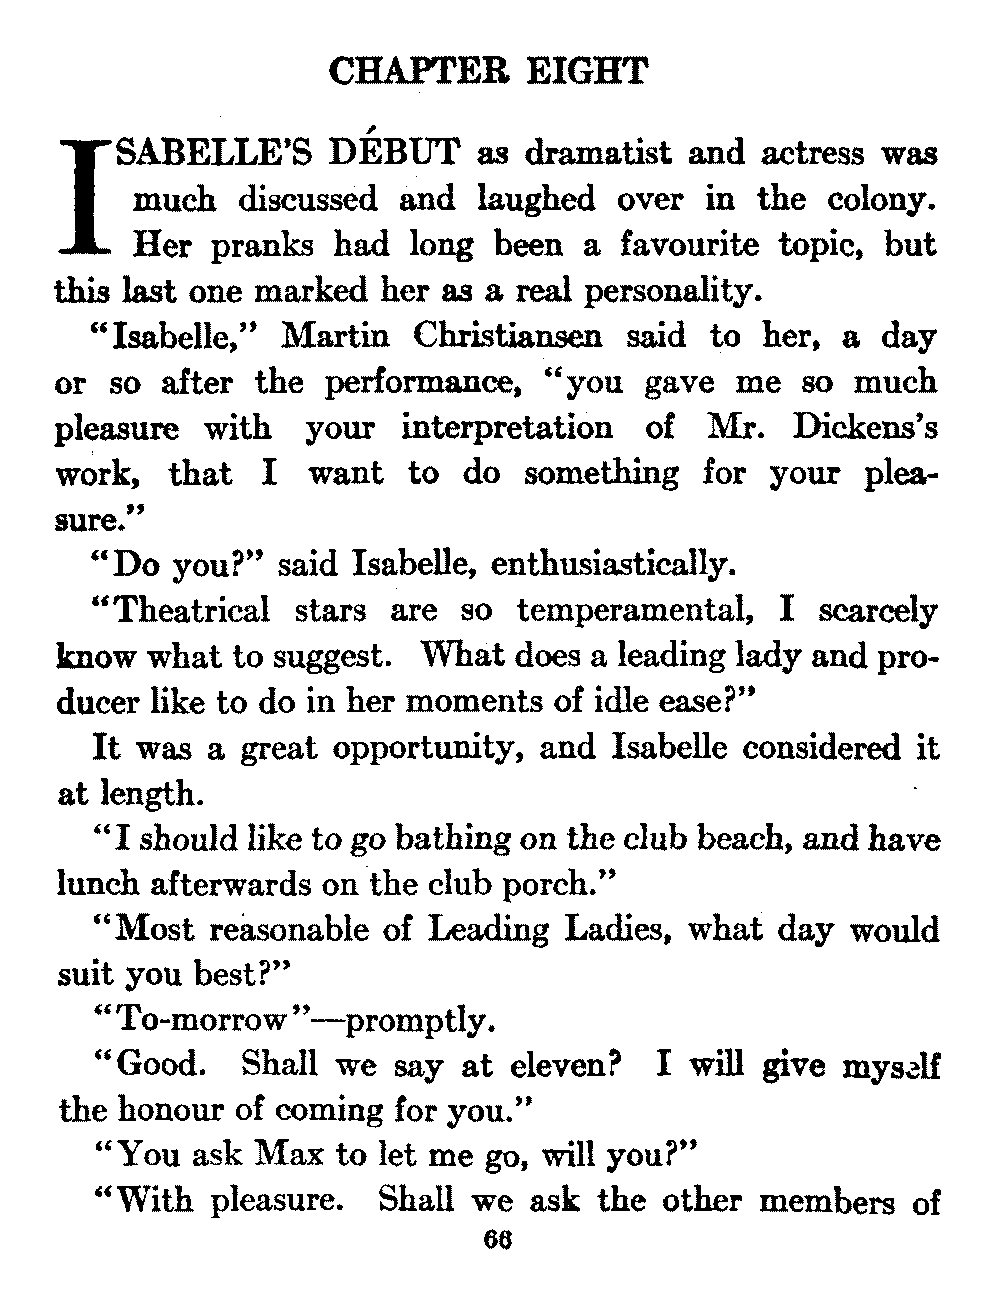 CHAPTER EIGHT
ISABELLE'S DÉBUT as dramatist and actress was
much discussed and laughed over in the colony.
Her pranks had long been a favourite topic, but
this last one marked her as a real personality.
"Isabelle," Martin Christiansen said to her, a day
or so after the performance, "you gave me so much
pleasure with your interpretation of Mr. Dickens's
work, that I want to do something for your plea-
sure."
"Do you?" said Isabelle, enthusiastically.
"Theatrical stars are so temperamental, I scarcely
know what to suggest. What does a leading lady and pro-
ducer like to do in her moments of idle ease?"
It was a great opportunity, and Isabelle considered it
at length.
"I should like to go bathing on the club beach, and have
lunch afterwards on the club porch."
"Most reasonable of Leading Ladies, what day would
suit you best?"
"To-morrow"—promptly.
"Good. Shall we say at eleven? I will give myself
the honour of coming for you."
"You ask Max to let me go, will you?"
"With pleasure. Shall we ask the other members of
66